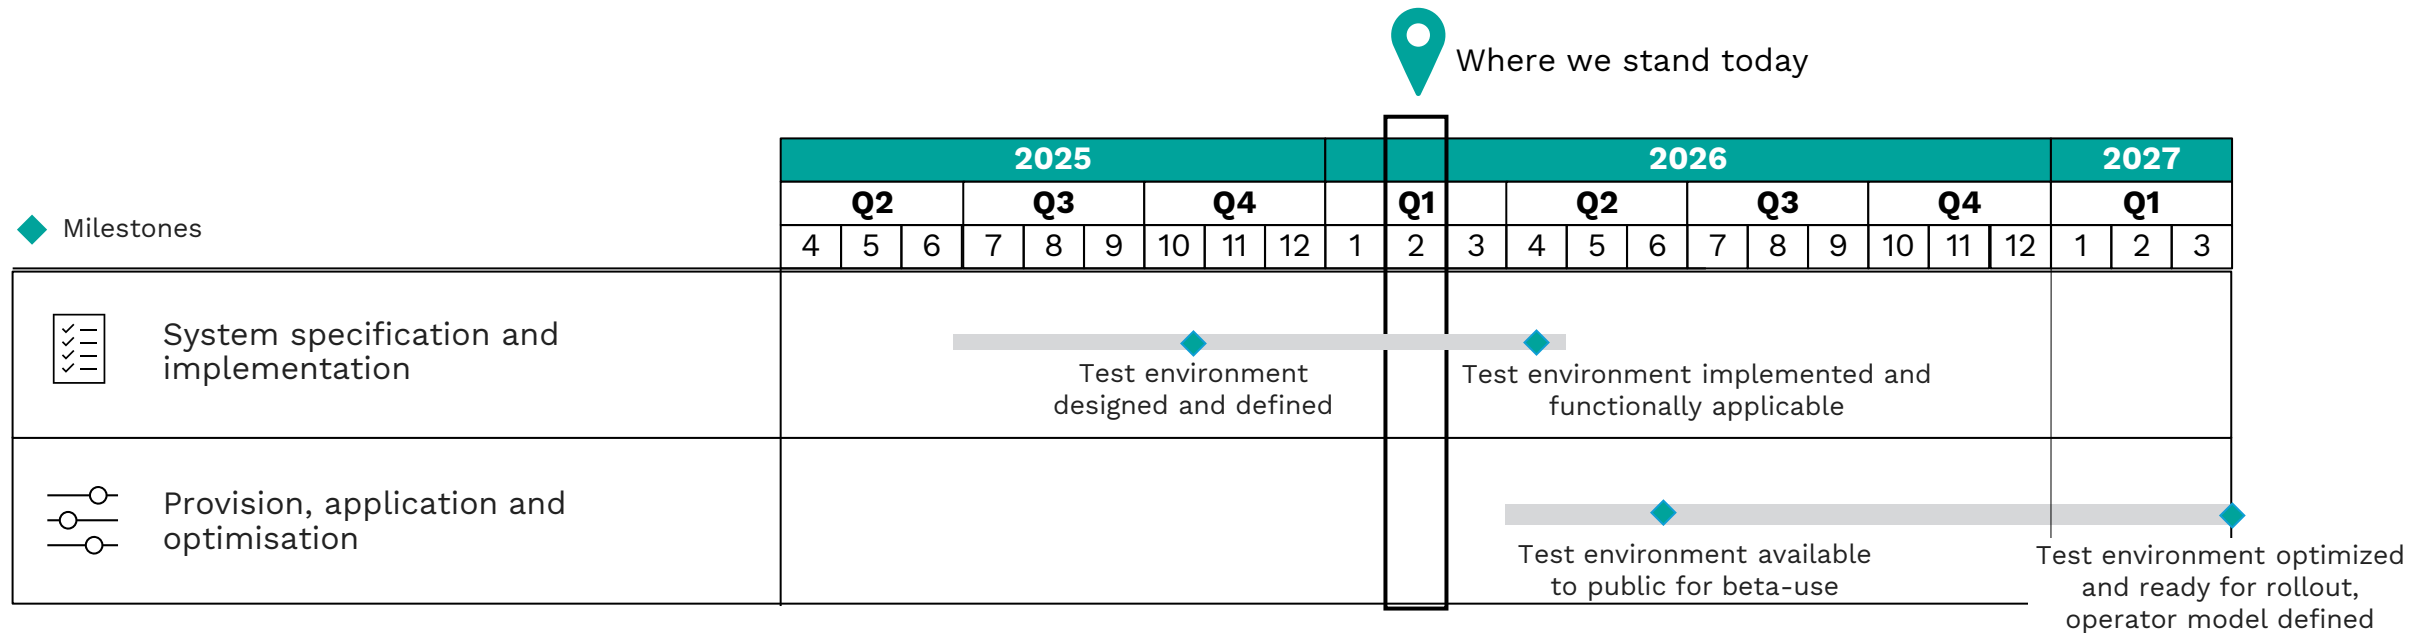 Where we stand today
2025 2026 2027
Q2 Q3 Q4 Q1 Q2 Q3 Q4 Q1
Milestones
4 5 6 7 8 9 10 11 12 1 2 3 4 5 6 7 8 9 10 11 12 1 2 3
System specification and
implementation
Test environment
designed and defined
Test environment implemented and
functionally applicable
Provision, application and
optimisation
Test environment available
to public for beta-use
Test environment optimized
and ready for rollout,
operator model defined